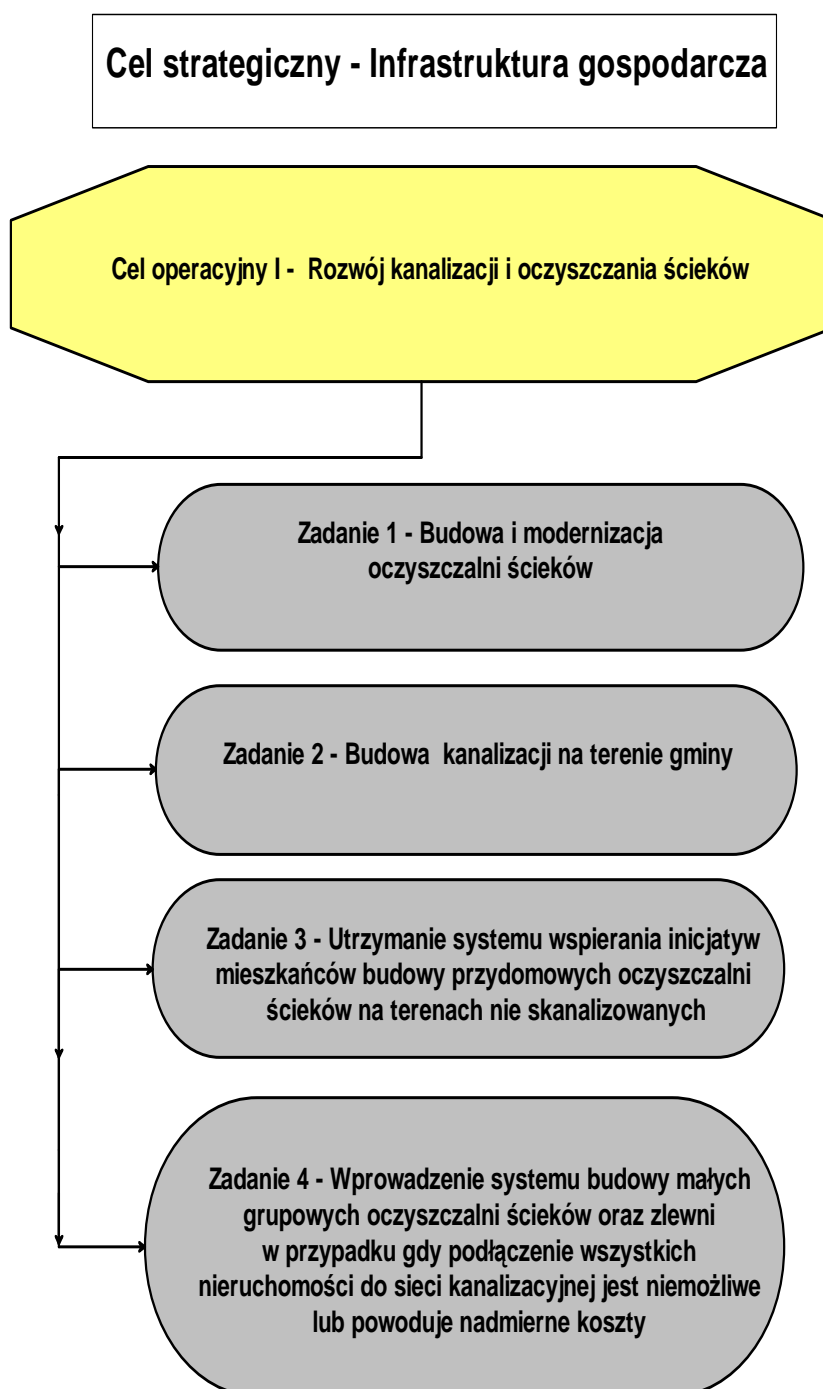 Cel strategiczny - Infrastruktura gospodarcza
Cel operacyjny I - Rozwój kanalizacji i oczyszczania ścieków
Zadanie 1 - Budowa i modernizacja
oczyszczalni ścieków
Zadanie 2 - Budowa kanalizacji na terenie gminy
Zadanie 3 - Utrzymanie systemu wspierania inicjatyw
mieszkańców budowy przydomowych oczyszczalni
ścieków na terenach nie skanalizowanych
Zadanie 4 - Wprowadzenie systemu budowy małych
grupowych oczyszczalni ścieków oraz zlewni
w przypadku gdy podłączenie wszystkich
nieruchomości do sieci kanalizacyjnej jest niemożliwe
lub powoduje nadmierne koszty